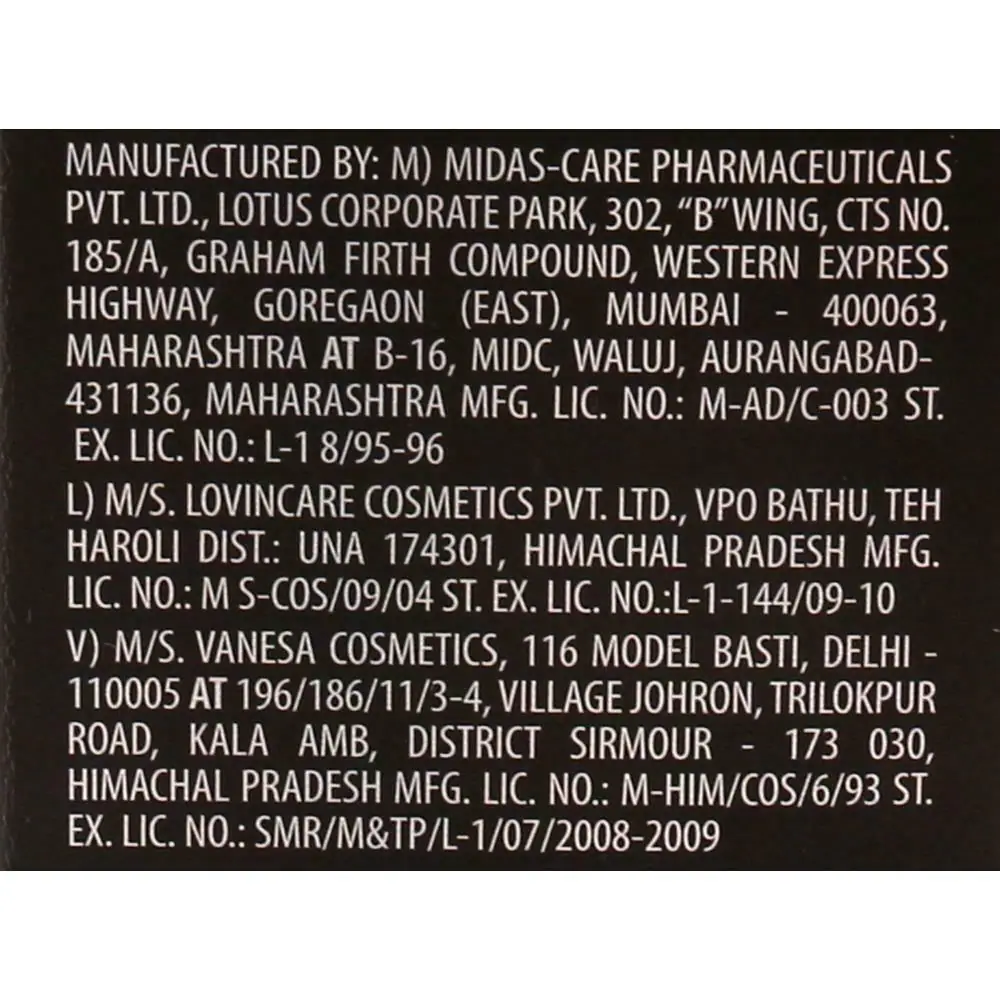 MANUFACTURED BY: M) MIDAS-CARE PHARMACEUTICALS
PVT. LTD., LOTUS CORPORATE PARK, 302, “B” WING, CTS NO.
185/A, GRAHAM FIRTH COMPOUND, WESTERN EXPRESS
HIGHWAY, GOREGAON (EAST), MUMBAI - 400063,
MAHARASHTRA AT B-16, MIDC, WALUJ, AURANGABAD-
431136, MAHARASHTRA MFG. LIC. NO.: M-AD/C-003 ST.
EX. LIC. NO.: L-1 8/95-96
L) M/S. LOVINCARE COSMETICS PVT. LTD., VPO BATHU, TEH
HAROLI DIST.: UNA 174301, HIMACHAL PRADESH MFG.
LIC. NO.: M S-COS/09/04 ST. EX. LIC. NO.:L-1-144/09-10
V) M/S. VANESA COSMETICS, 116 MODEL BASTI, DELHI -
110005 AT 196/186/11/3-4, VILLAGE JOHRON, TRILOKPUR
ROAD, KALA AMB, DISTRICT SIRMOUR - 173 030,
HIMACHAL PRADESH MFG. LIC. NO.: M-HIM/COS/6/93 ST.
EX. LIC. NO.: SMR/M&TP/L-1/07/2008-2009